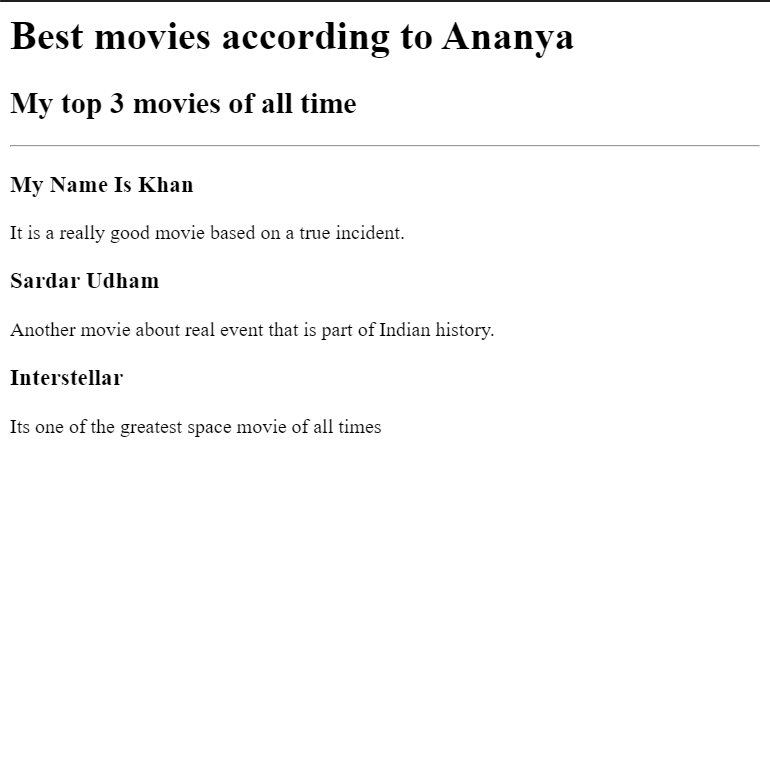 Best movies according to Ananya
My top 3 movies of all time
My Name Is Khan
It is a really good movie based on a true incident.
Sardar Udham
Another movie about real event that is part of Indian history.
Interstellar
Its one of the greatest space movie of all times